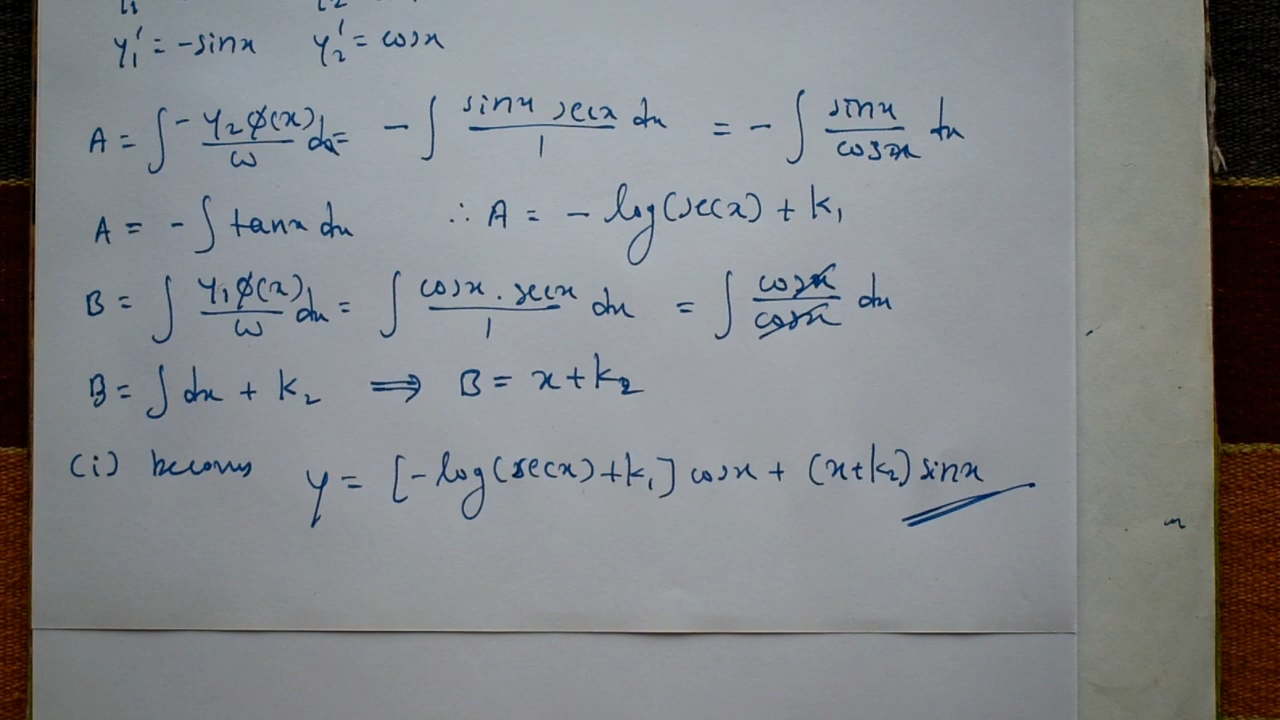 y₁' = -sinx y₂' = cosx
A = ∫ - y₂φ(x)/ω dx = - ∫ sinx secx/1 dx = - ∫ sinx/cosx dx
A = - ∫ tanx dx ∴ A = - log(secx) + k₁
B = ∫ y₁φ(x)/ω dx = ∫ cosx . secx/1 dx = ∫ cosx/cosx dx
B = ∫ dx + k₂ ⟹ B = x + k₂
(i) becomes y = [-log(secx) + k₁] cosx + (x+k₂) sinx